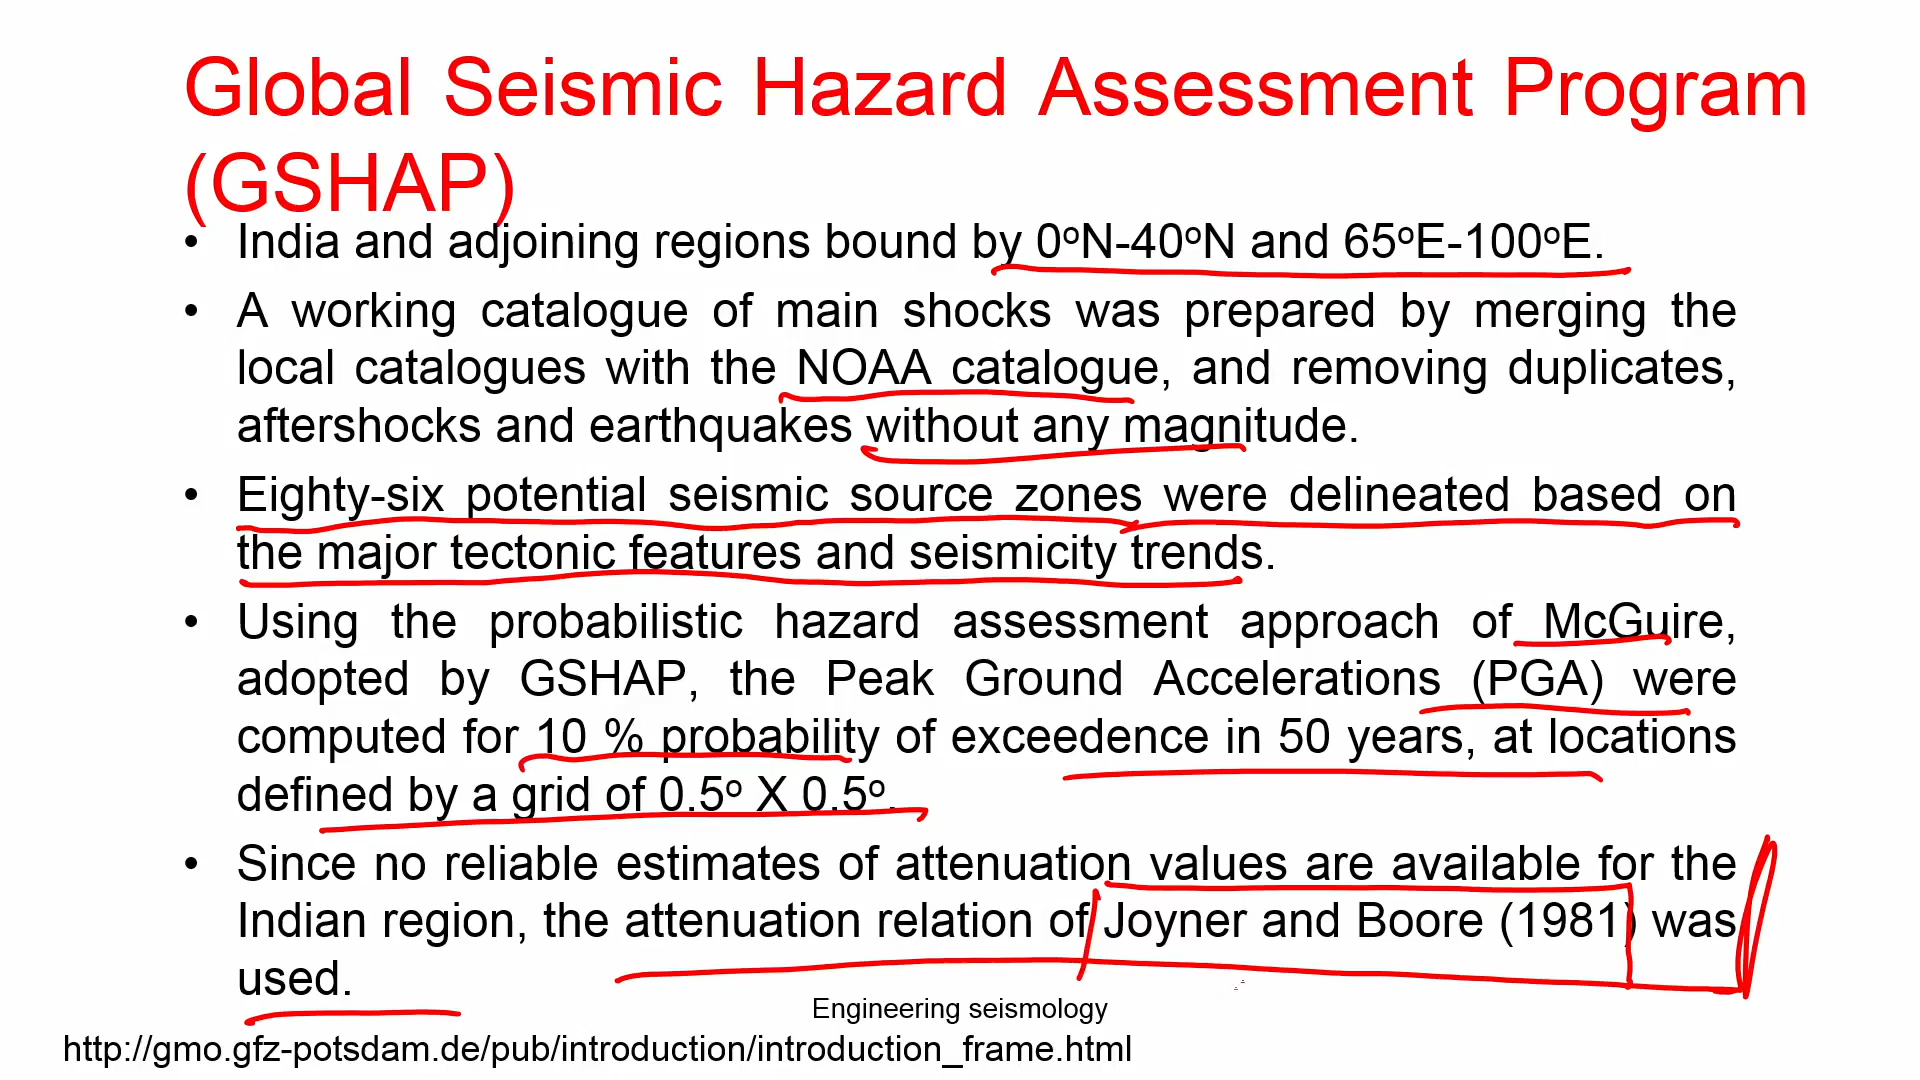 Global Seismic Hazard Assessment Program
(GSHAP)
• India and adjoining regions bound by 0ºN-40ºN and 65ºE-100ºE.
• A working catalogue of main shocks was prepared by merging the
local catalogues with the NOAA catalogue, and removing duplicates,
aftershocks and earthquakes without any magnitude.
• Eighty-six potential seismic source zones were delineated based on
the major tectonic features and seismicity trends.
• Using the probabilistic hazard assessment approach of McGuire,
adopted by GSHAP, the Peak Ground Accelerations (PGA) were
computed for 10 % probability of exceedence in 50 years, at locations
defined by a grid of 0.5º X 0.5º.
• Since no reliable estimates of attenuation values are available for the
Indian region, the attenuation relation of Joyner and Boore (1981) was
used.
Engineering seismology
http://gmo.gfz-potsdam.de/pub/introduction/introduction_frame.html